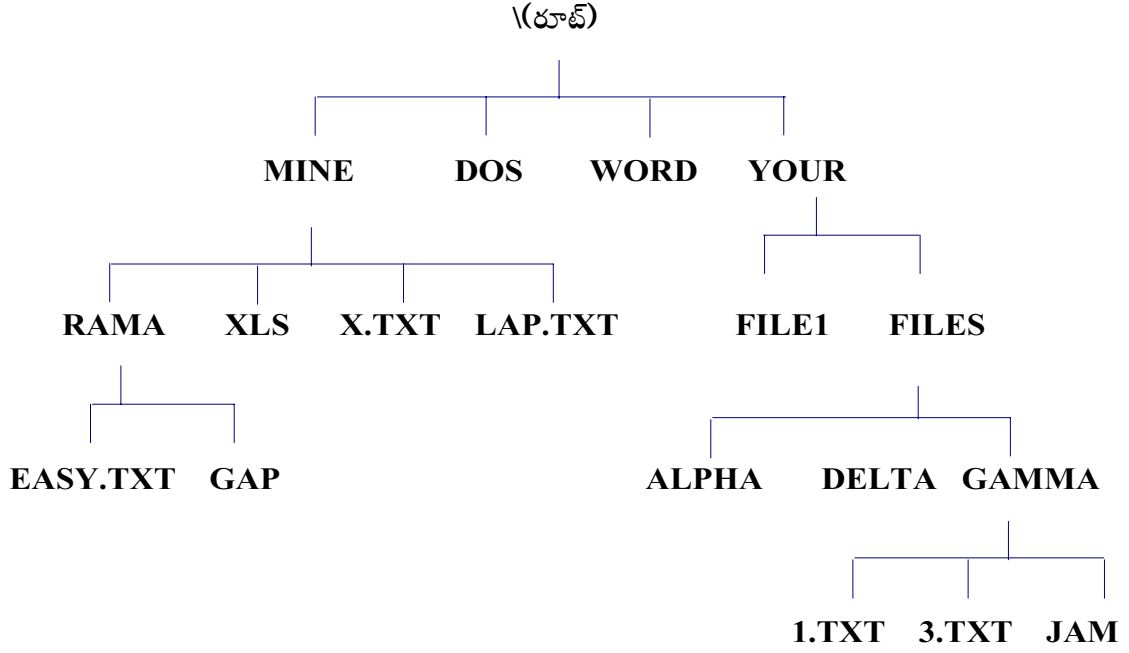 \(రూట్)
MINE DOS WORD YOUR
RAMA XLS X.TXT LAP.TXT FILE1 FILES
EASY.TXT GAP ALPHA DELTA GAMMA
1.TXT 3.TXT JAM